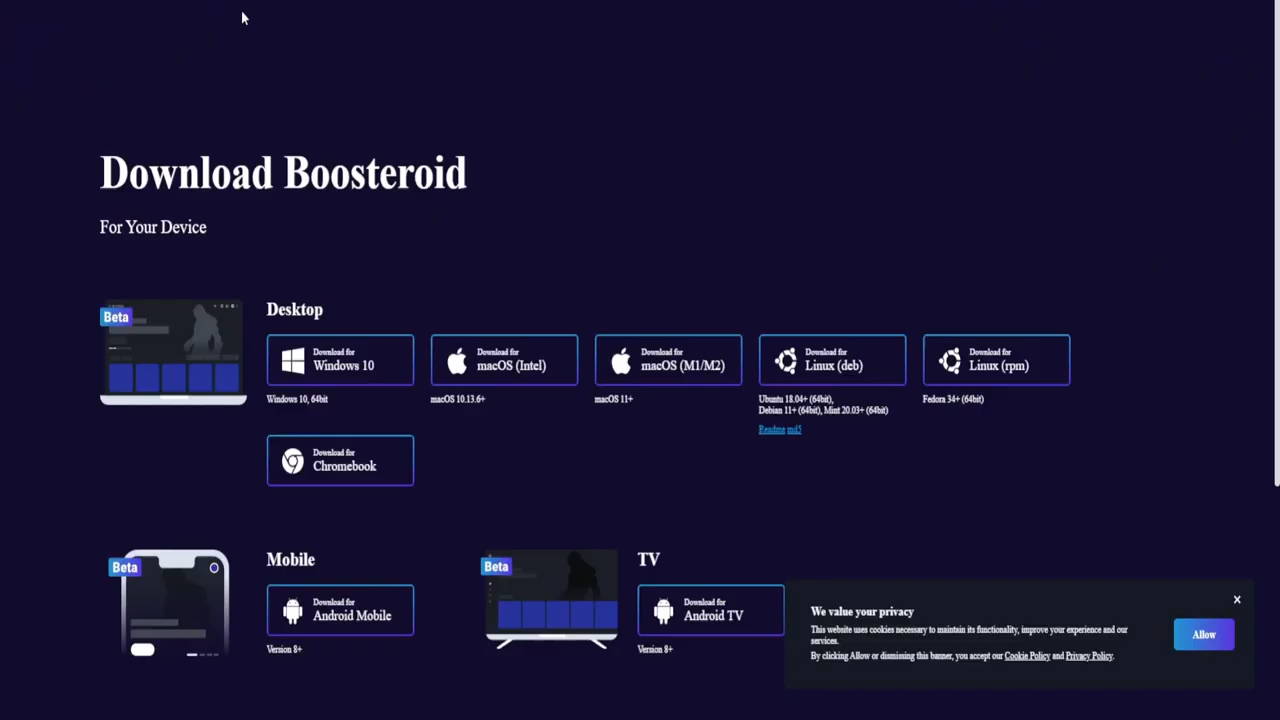 Download Boosteroid
For Your Device
Beta
Desktop
Download for
Windows 10
Windows 10, 64bit
Download for
macOS (Intel)
macOS 10.13.6+
Download for
macOS (M1/M2)
macOS 11+
Download for
Linux (deb)
Ubuntu 18.04+ (64bit),
Debian 11+ (64bit), Mint 20.03+ (64bit)
Readme md5
Download for
Linux (rpm)
Fedora 34+ (64bit)
Download for
Chromebook
Beta
Mobile
Download for
Android Mobile
Version 8+
Beta
TV
Download for
Android TV
Version 8+
We value your privacy
This website uses cookies necessary to maintain its functionality, improve your experience and our
services.
By clicking Allow or dismissing this banner, you accept our Cookie Policy and Privacy Policy.
Allow